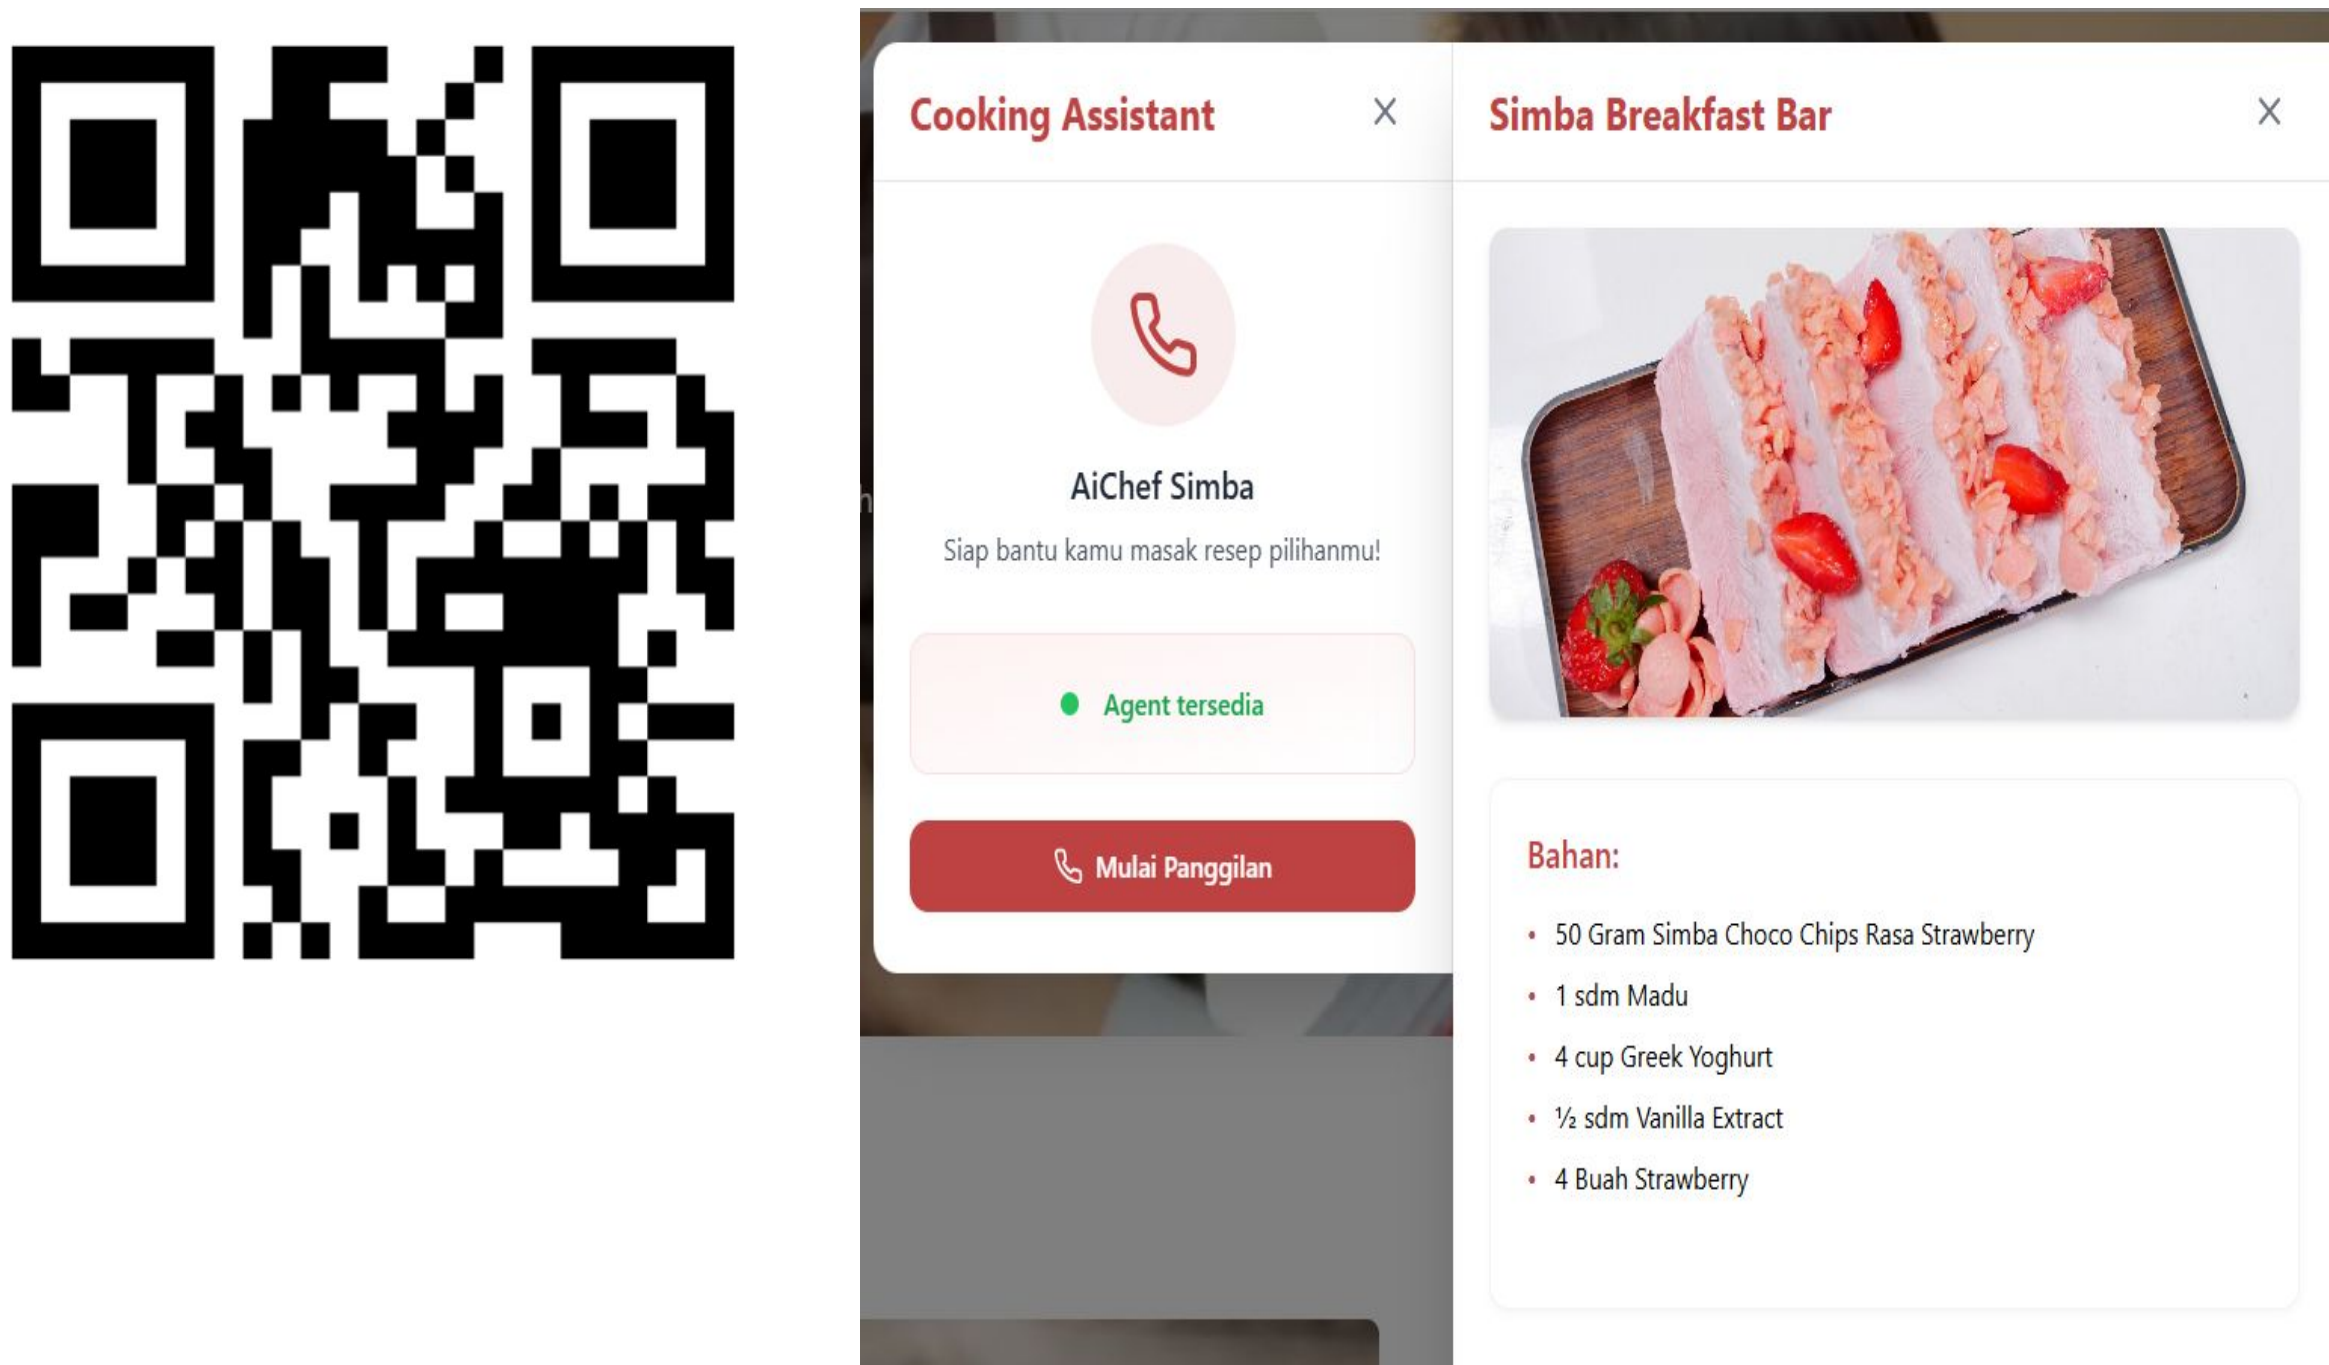 Cooking Assistant
AiChef Simba
Siap bantu kamu masak resep pilihanmu!
Agent tersedia
Mulai Panggilan
Simba Breakfast Bar
Bahan:
• 50 Gram Simba Choco Chips Rasa Strawberry
• 1 sdm Madu
• 4 cup Greek Yoghurt
• ½ sdm Vanilla Extract
• 4 Buah Strawberry